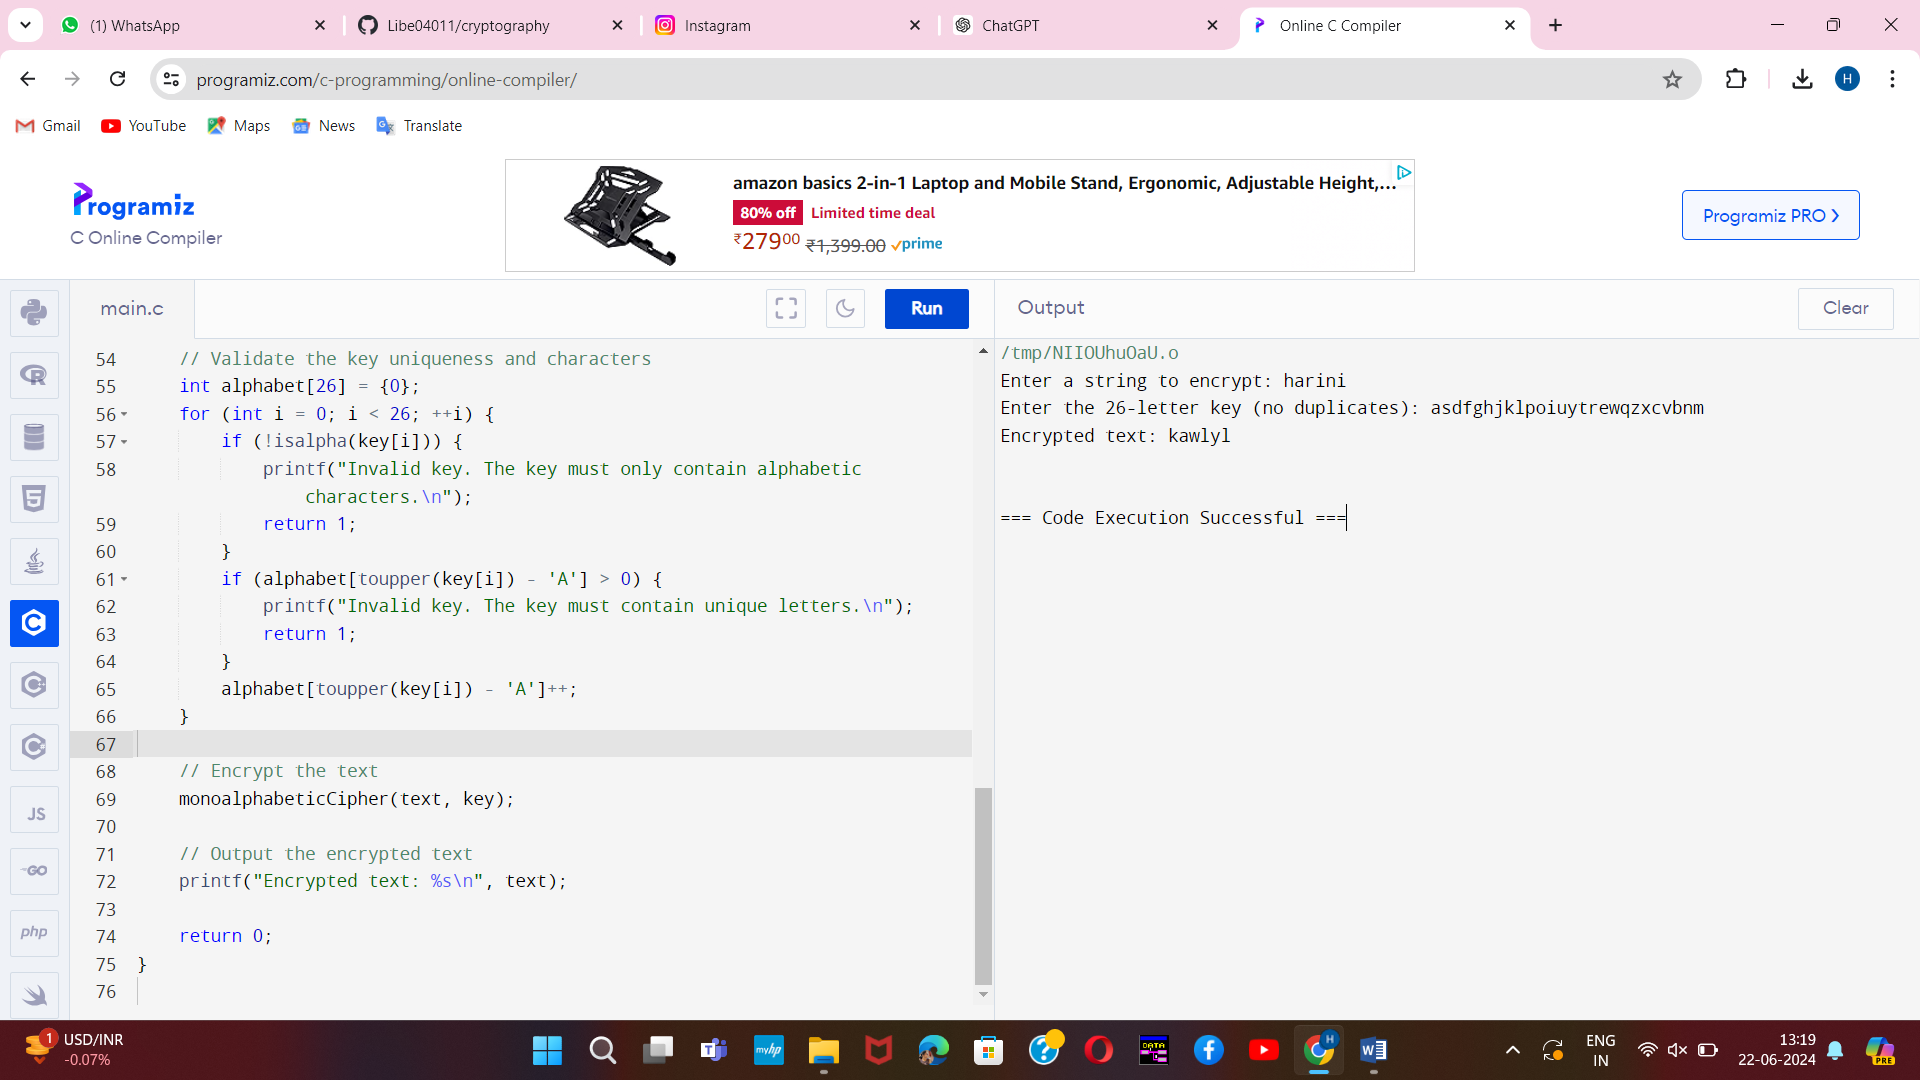 (1) WhatsApp
Libe04011/cryptography
Instagram
ChatGPT
Online C Compiler
programiz.com/c-programming/online-compiler/
H
Gmail
YouTube
Maps
News
Translate
Programiz
C Online Compiler
amazon basics 2-in-1 Laptop and Mobile Stand, Ergonomic, Adjustable Height,...
80% off Limited time deal
₹279⁰⁰ ₹1,399.00 prime
Programiz PRO
main.c
Run
Output
Clear
54 // Validate the key uniqueness and characters
55 int alphabet[26] = {0};
56 for (int i = 0; i < 26; ++i) {
57 if (!isalpha(key[i])) {
58 printf("Invalid key. The key must only contain alphabetic
characters.\n");
59 return 1;
60 }
61 if (alphabet[toupper(key[i]) - 'A'] > 0) {
62 printf("Invalid key. The key must contain unique letters.\n");
63 return 1;
64 }
65 alphabet[toupper(key[i]) - 'A']++;
66 }
67
68 // Encrypt the text
69 monoalphabeticCipher(text, key);
70
71 // Output the encrypted text
72 printf("Encrypted text: %s\n", text);
73
74 return 0;
75 }
76
/tmp/NIIOUhuOaU.o
Enter a string to encrypt: harini
Enter the 26-letter key (no duplicates): asdfghjklpoiuytrewqzxcvbnm
Encrypted text: kawlyl
=== Code Execution Successful ===
R
5
C
JS
GO
php
1
USD/INR
-0.07%
myhp
DATA
H
ENG
IN
13:19
22-06-2024
PRE